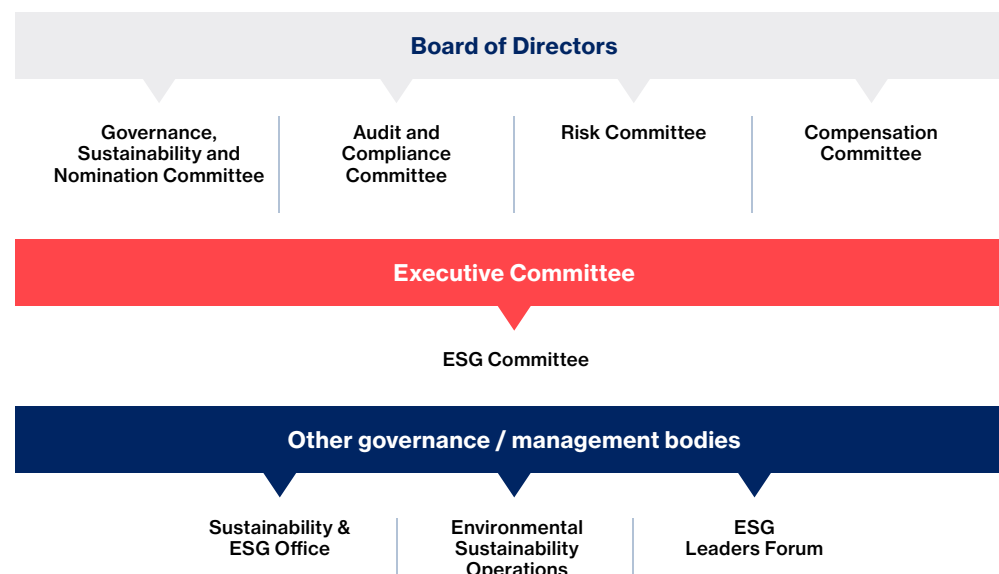 Board of Directors
Governance,
Sustainability and
Nomination Committee
Audit and
Compliance
Committee
Risk Committee
Compensation
Committee
Executive Committee
ESG Committee
Other governance / management bodies
Sustainability &
ESG Office
Environmental
Sustainability
Operations
ESG
Leaders Forum